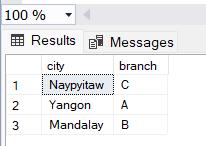 100 %
Results Messages
city branch
1 Naypyitaw C
2 Yangon A
3 Mandalay B